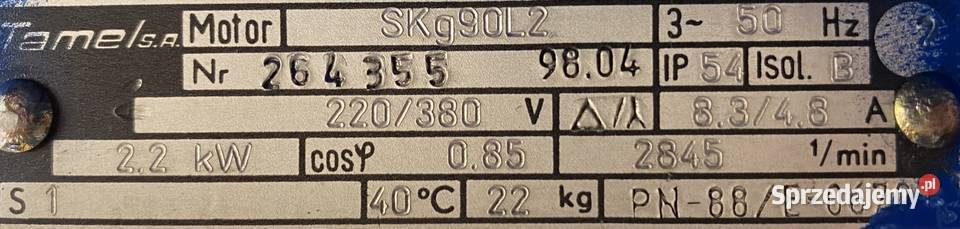 Tamel S.A. Motor SKg90L2 3~ 50 Hz
Nr 264355 98.04 IP 54 Isol. B
220/380 V △/⅄ 8.3/4.8 A
2.2 kW cosφ 0.85 2845 1/min
S 1 40 °C 22 kg PN-88/E-
Sprzedajemy.pl